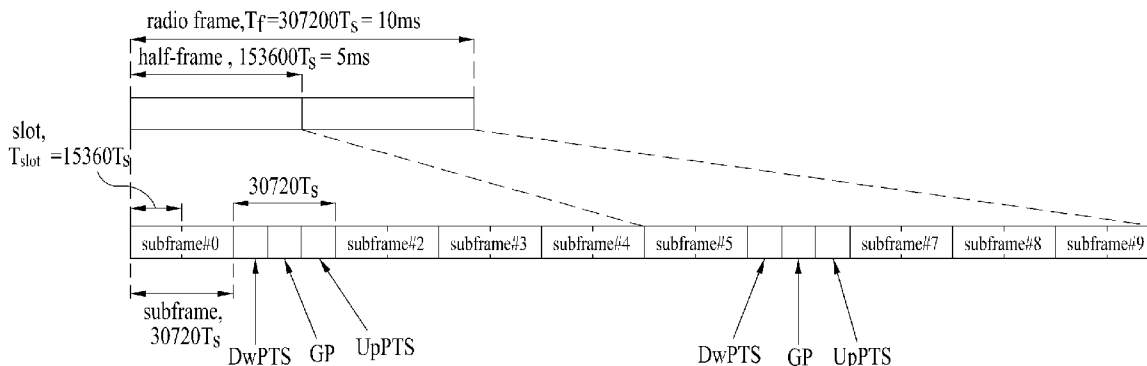 radio frame,Tf=307200Ts = 10ms
half-frame , 153600Ts = 5ms
slot,
Tslot =15360Ts
30720Ts
subframe#0 subframe#2 subframe#3 subframe#4 subframe#5 subframe#7 subframe#8 subframe#9
subframe,
30720Ts
DwPTS GP UpPTS DwPTS GP UpPTS